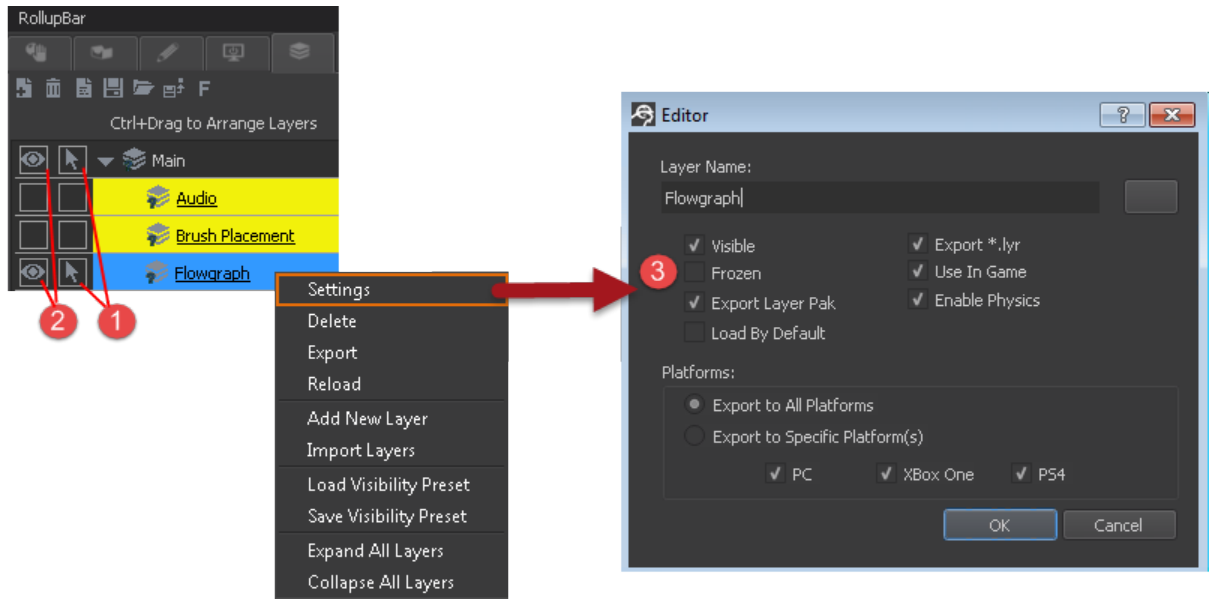 RollupBar
F
Ctrl+Drag to Arrange Layers
Main
Audio
Brush Placement
Flowgraph
2
1
Settings
Delete
Export
Reload
Add New Layer
Import Layers
Load Visibility Preset
Save Visibility Preset
Expand All Layers
Collapse All Layers
Editor
?
Layer Name:
Flowgraph
Visible
Export *.lyr
3
Frozen
Use In Game
Export Layer Pak
Enable Physics
Load By Default
Platforms:
Export to All Platforms
Export to Specific Platform(s)
PC
XBox One
PS4
OK
Cancel